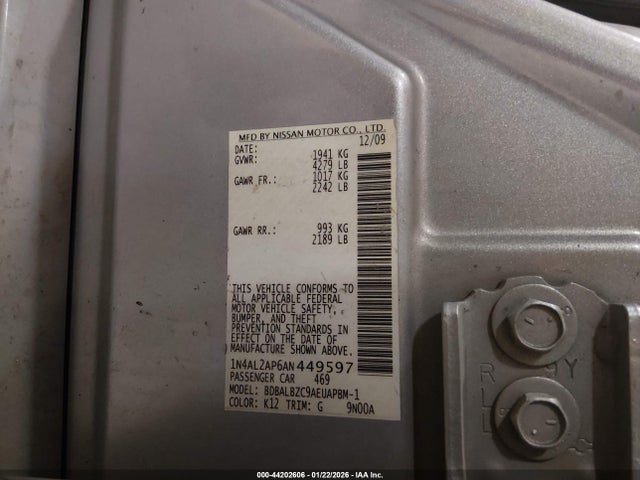 MFD BY NISSAN MOTOR CO., LTD.
DATE: 12/09
GVWR: 1941 KG
4279 LB
GAWR FR.: 1017 KG
2242 LB
GAWR RR.: 993 KG
2189 LB
THIS VEHICLE CONFORMS TO
ALL APPLICABLE FEDERAL
MOTOR VEHICLE SAFETY,
BUMPER, AND THEFT
PREVENTION STANDARDS IN
EFFECT ON THE DATE OF
MANUFACTURE SHOWN ABOVE.
1N4AL2AP6AN449597
PASSENGER CAR 469
MODEL: BDBALBZC9AEUAPBM-1
COLOR: K12 TRIM: G 9N00A
000-44202606 - 01/22/2026 - IAA Inc.